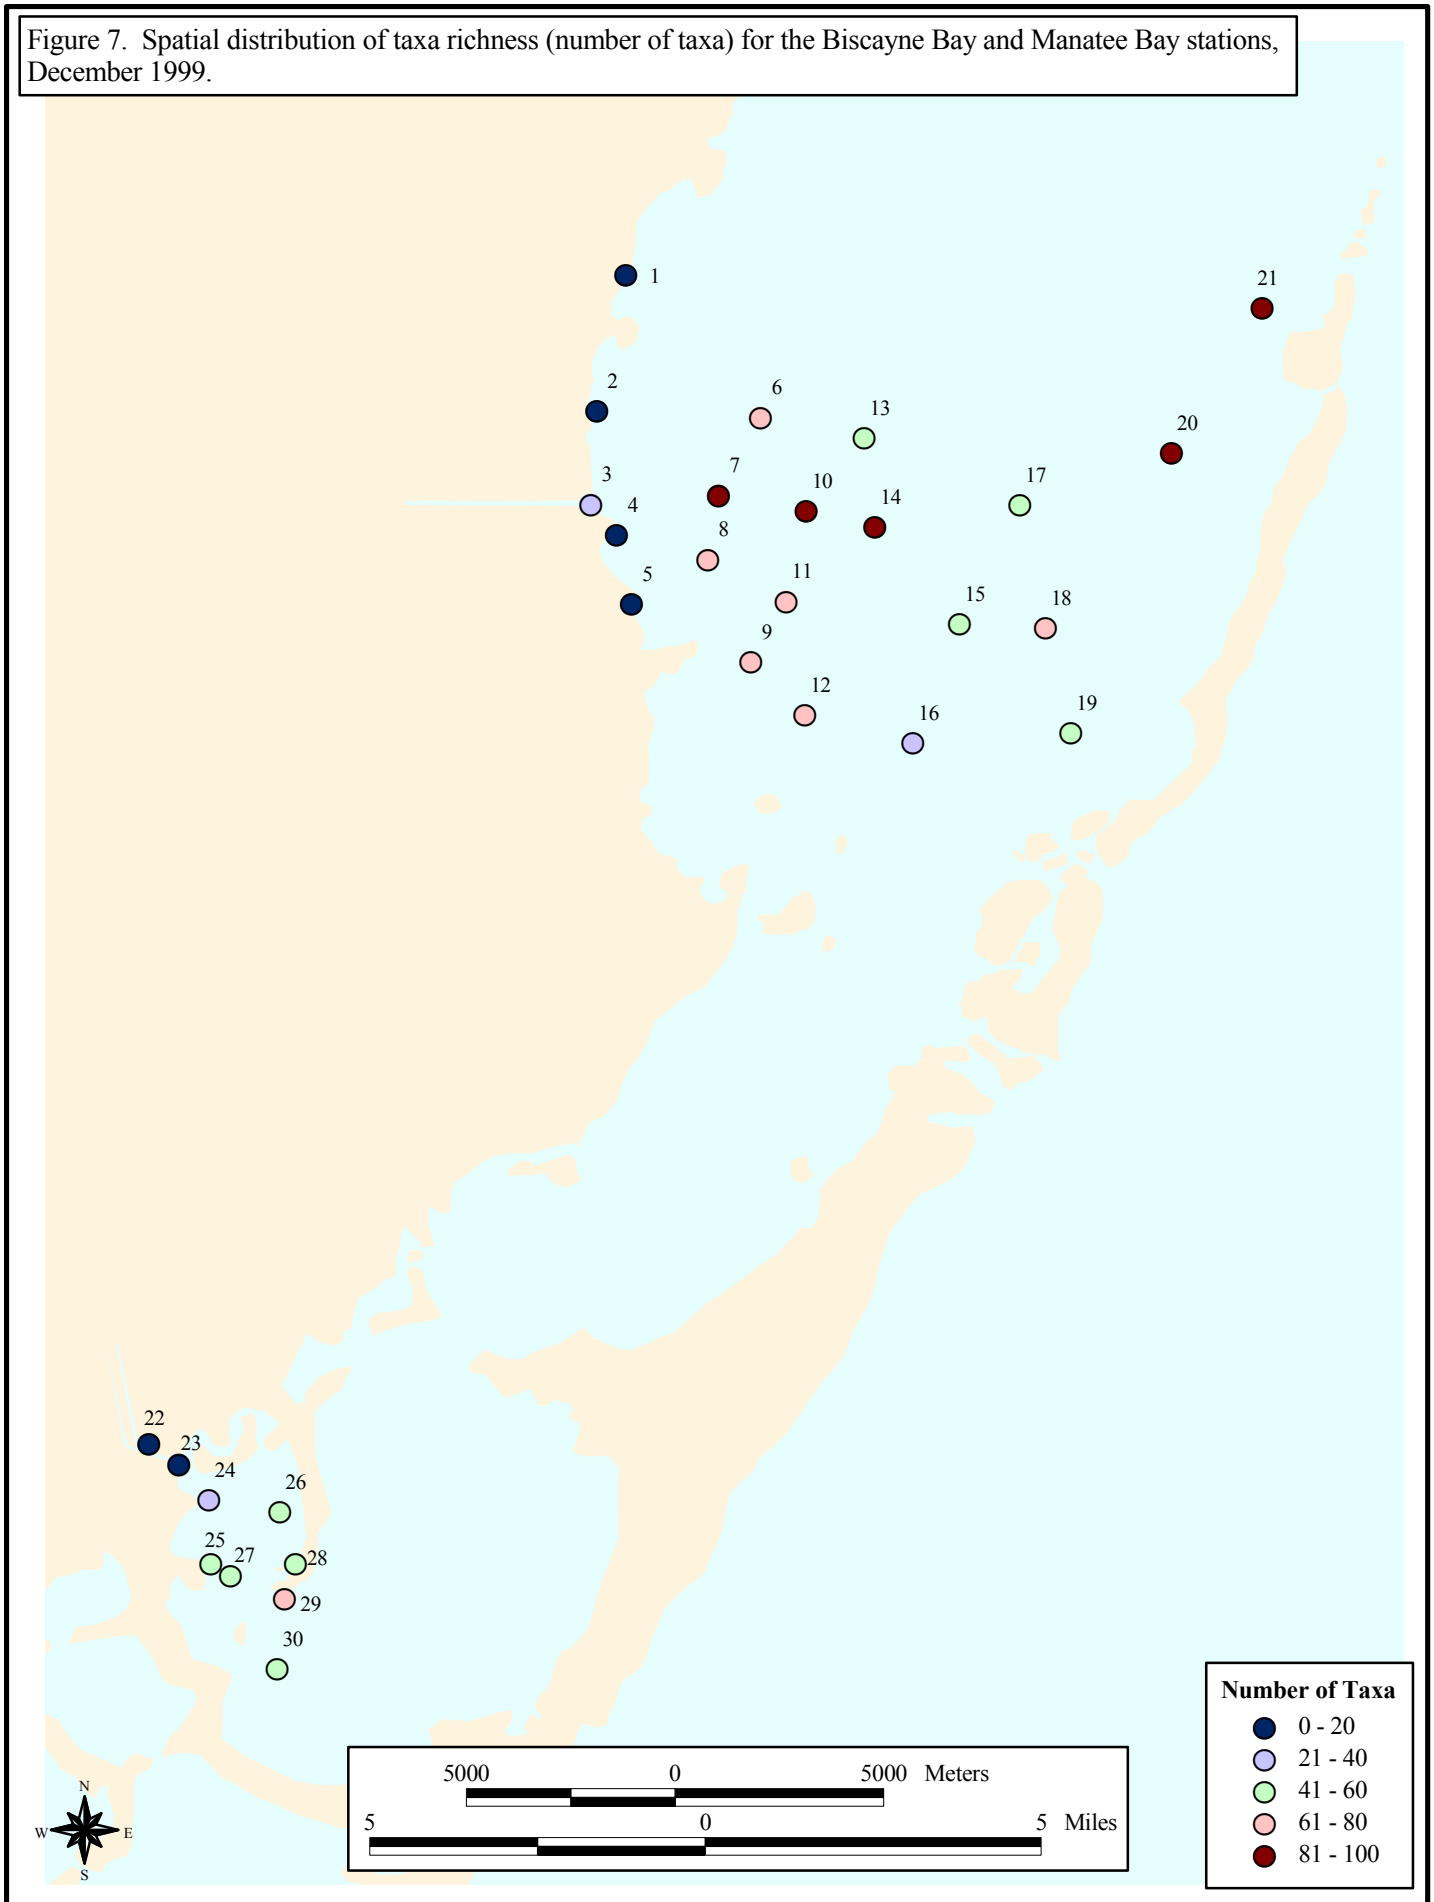 Figure 7. Spatial distribution of taxa richness (number of taxa) for the Biscayne Bay and Manatee Bay stations,
December 1999.
1
21
2
6
13
20
3
7
10
14
17
4
8
5
11
15
18
9
12
16
19
22
23
24
26
25
27
28
29
30
Number of Taxa
0 - 20
21 - 40
41 - 60
61 - 80
81 - 100
5000 0 5000 Meters
5 0 5 Miles
N
W E
S